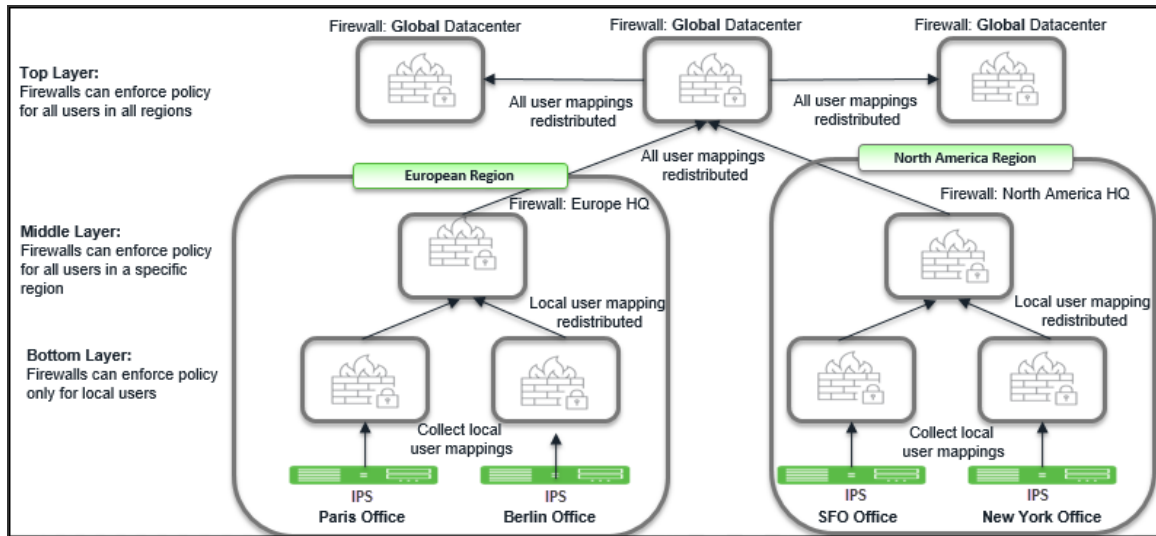 Firewall: Global Datacenter
Firewall: Global Datacenter
Firewall: Global Datacenter
Top Layer:
Firewalls can enforce policy
for all users in all regions
All user mappings
redistributed
All user mappings
redistributed
All user mappings
redistributed
European Region
North America Region
Firewall: Europe HQ
Firewall: North America HQ
Middle Layer:
Firewalls can enforce policy
for all users in a specific
region
Local user mapping
redistributed
Local user mapping
redistributed
Bottom Layer:
Firewalls can enforce policy
only for local users
Collect local
user mappings
Collect local
user mappings
IPS
Paris Office
IPS
Berlin Office
IPS
SFO Office
IPS
New York Office